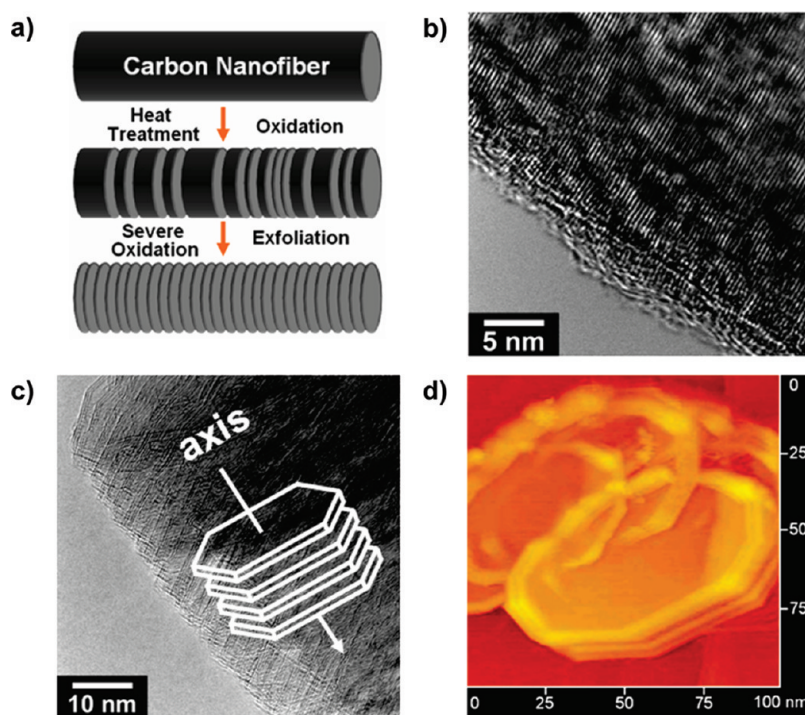 a)
Carbon Nanofiber
Heat Treatment
Oxidation
Severe Oxidation
Exfoliation
b)
5 nm
c)
axis
10 nm
d)
0
25
50
75
0 25 50 75 100 nm